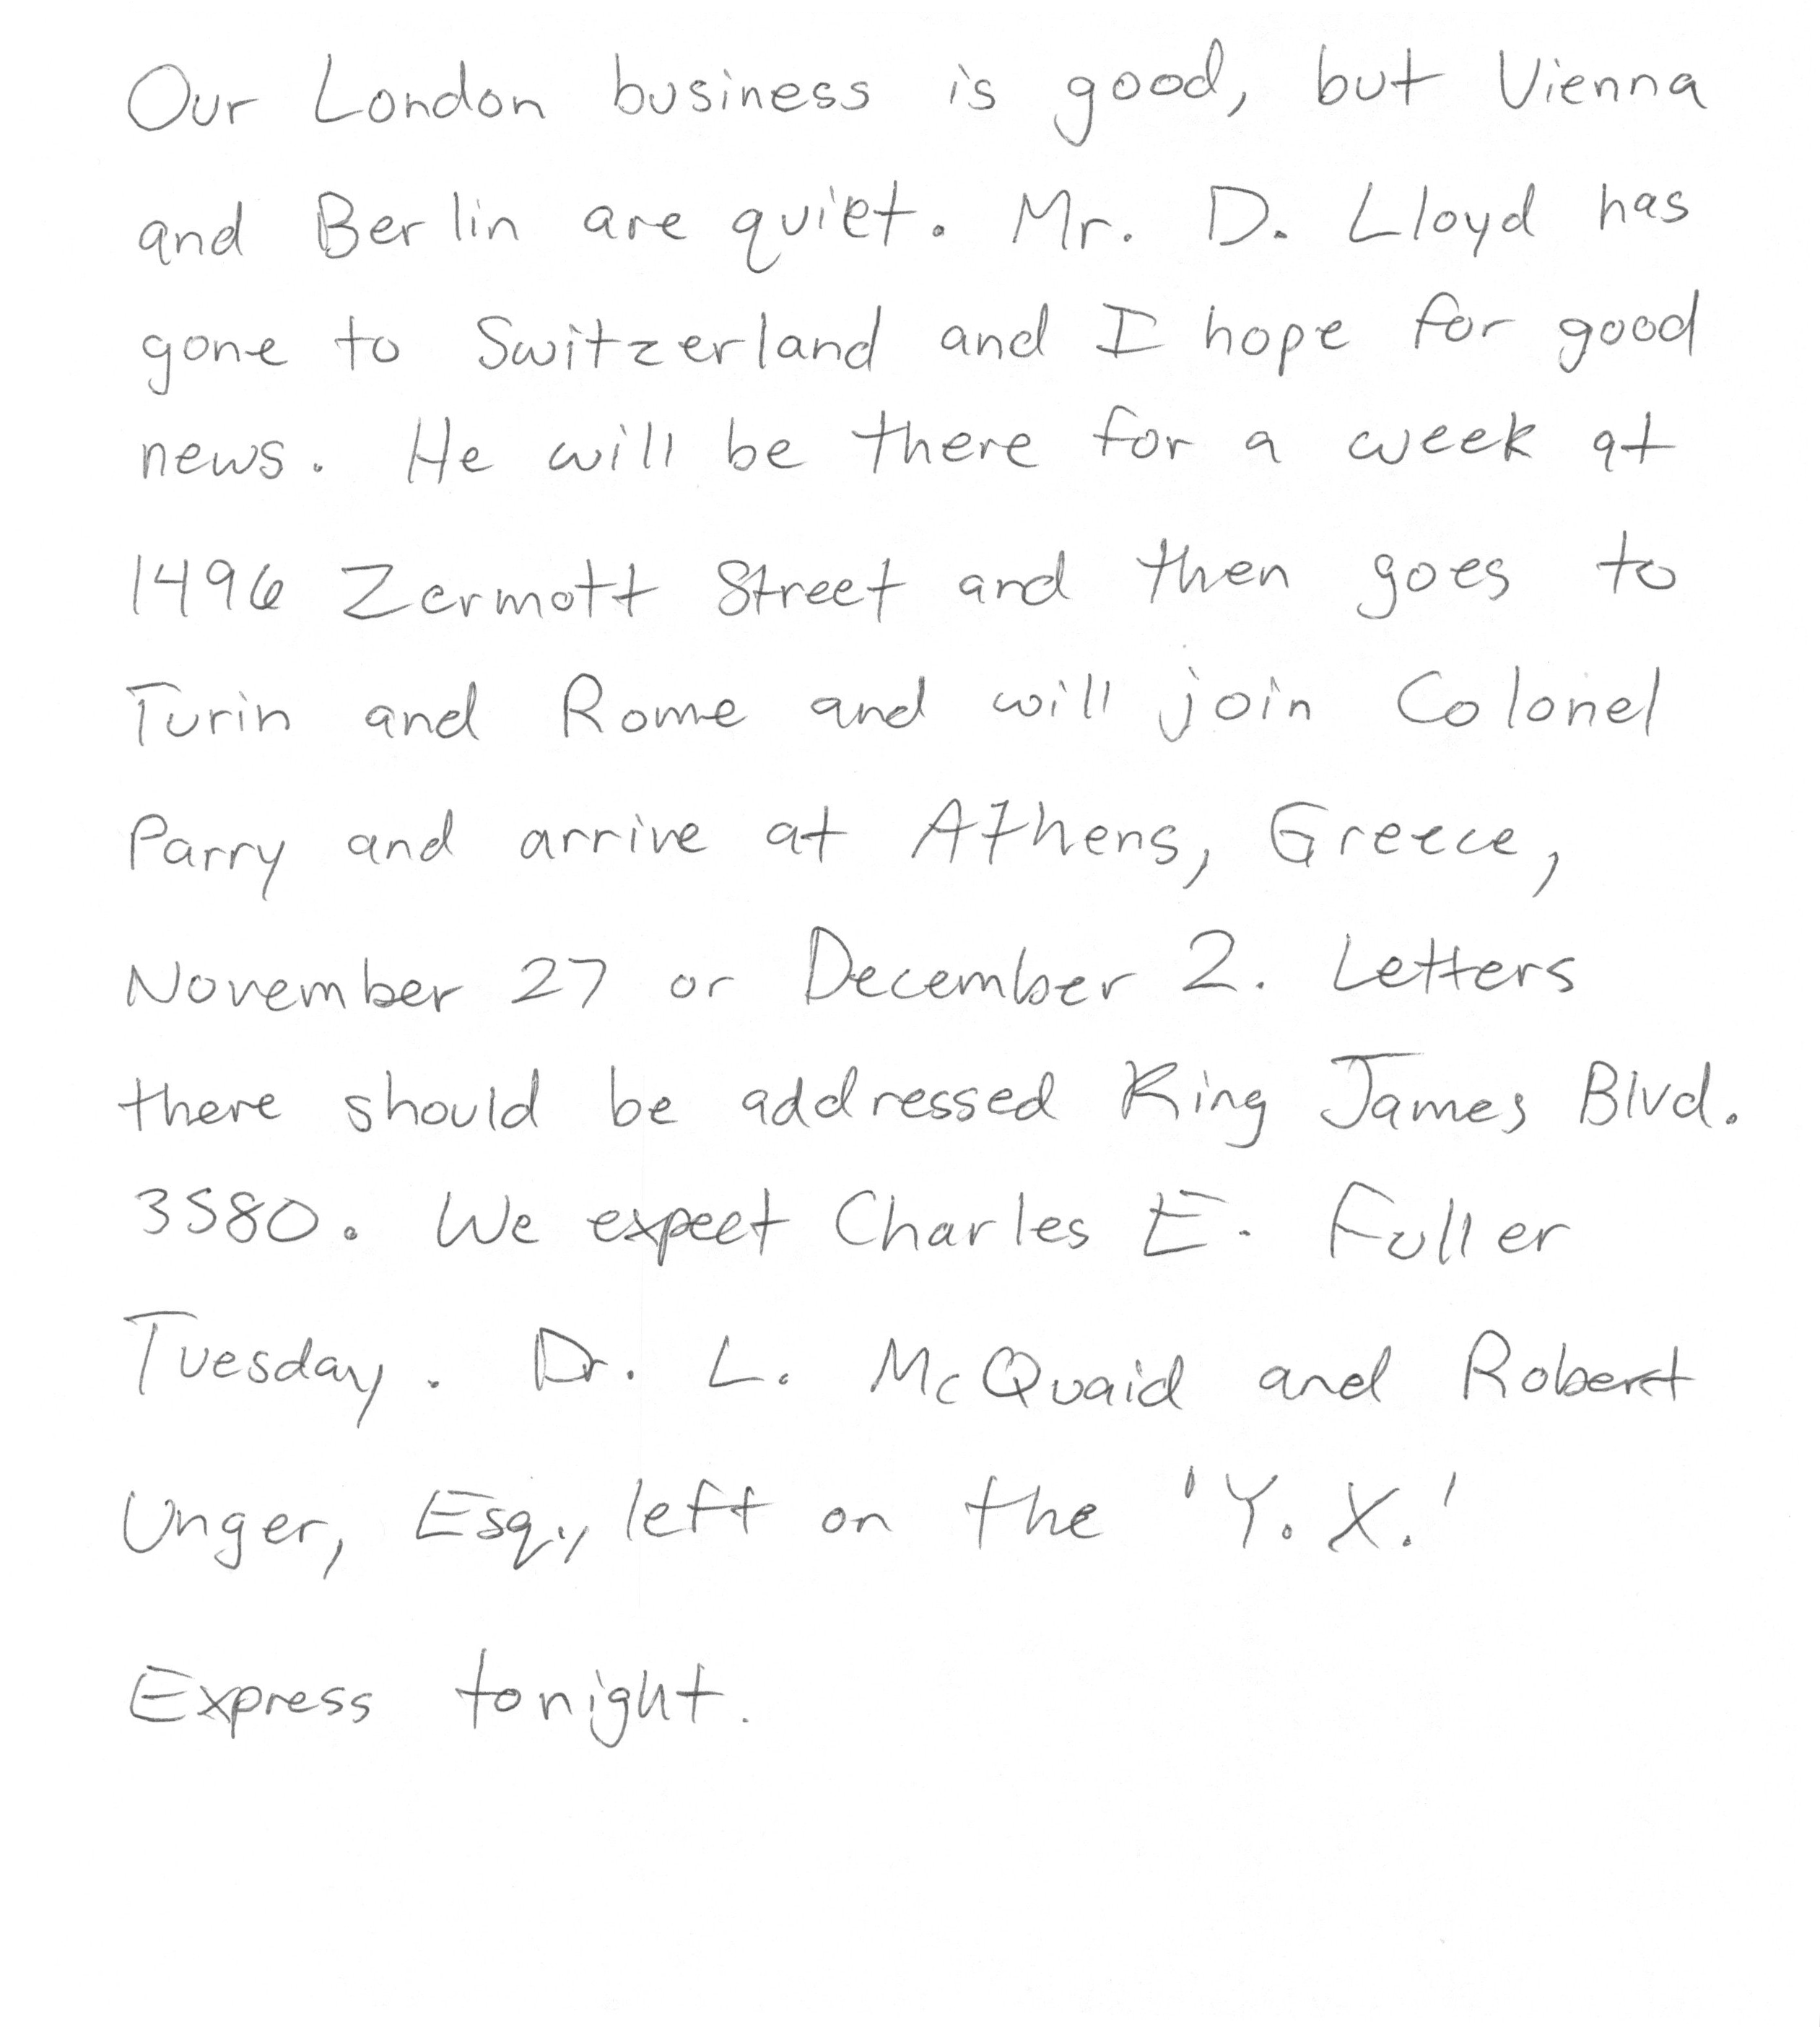 Our London business is good, but Vienna
and Berlin are quiet. Mr. D. Lloyd has
gone to Switzerland and I hope for good
news. He will be there for a week at
1496 Zermott Street and then goes to
Turin and Rome and will join Colonel
Parry and arrive at Athens, Greece,
November 27 or December 2. Letters
there should be addressed King James Blvd.
3580. We expect Charles E. Fuller
Tuesday. Dr. L. McQuaid and Robert
Unger, Esq., left on the 'Y. X.'
Express tonight.